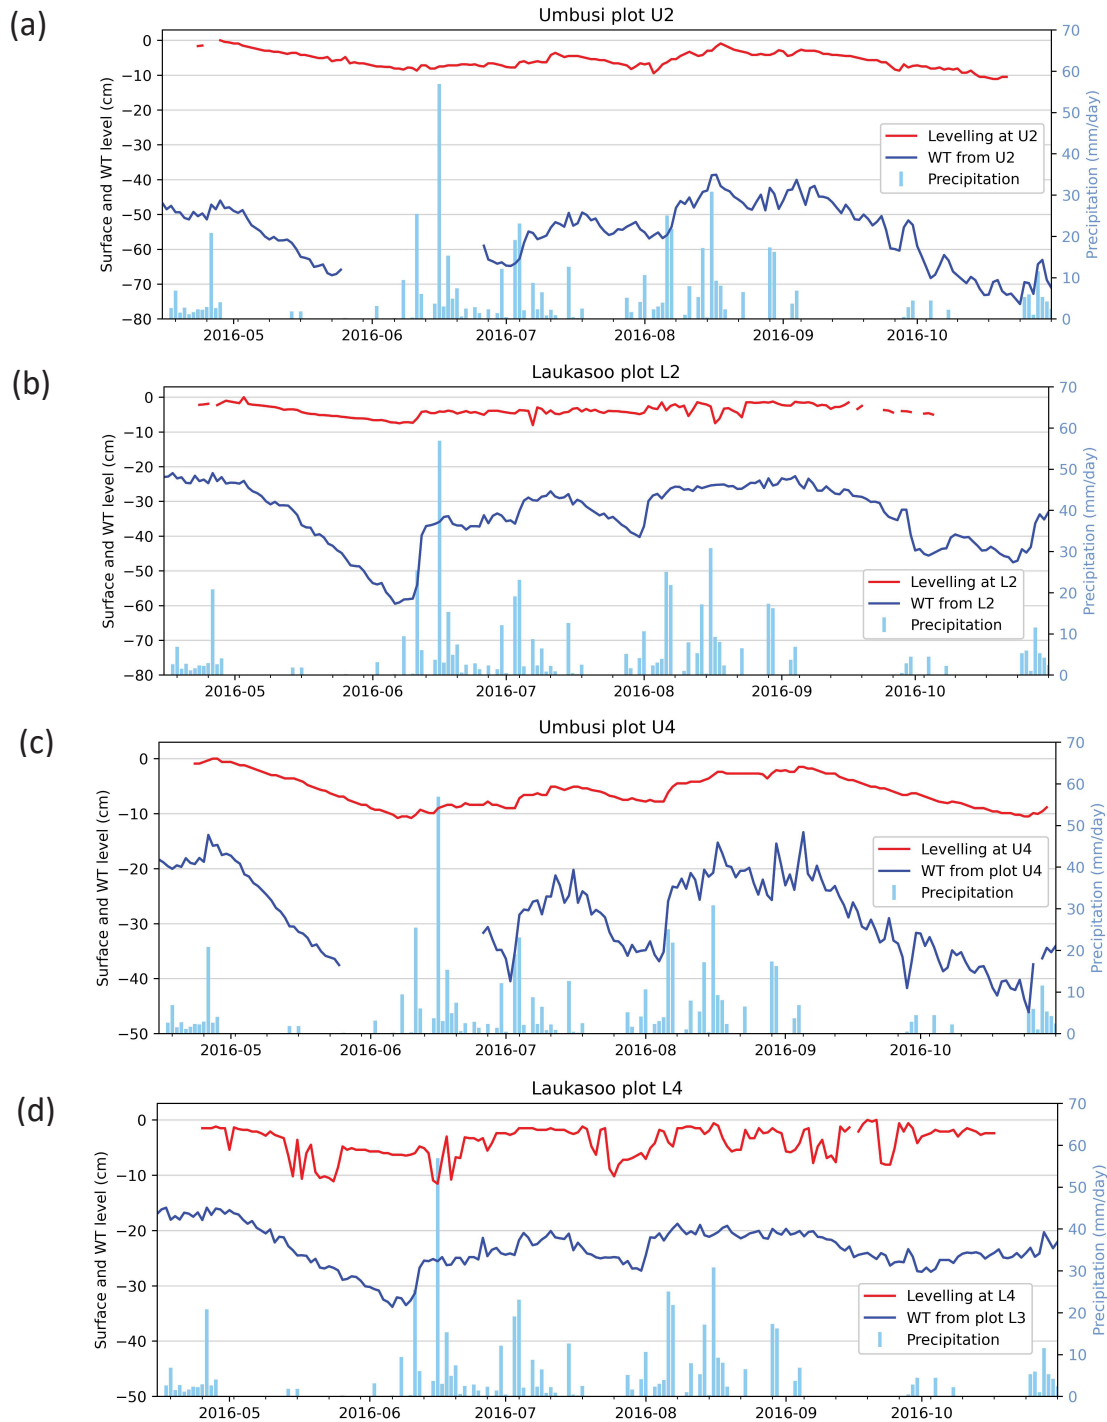 (a)
Umbusi plot U2
Surface and WT level (cm)
0
−10
−20
−30
−40
−50
−60
−70
−80
70
60
50
40
30
20
10
0
Precipitation (mm/day)
Levelling at U2
WT from U2
Precipitation
2016-05 2016-06 2016-07 2016-08 2016-09 2016-10
(b)
Laukasoo plot L2
Surface and WT level (cm)
0
−10
−20
−30
−40
−50
−60
−70
−80
70
60
50
40
30
20
10
0
Precipitation (mm/day)
Levelling at L2
WT from L2
Precipitation
2016-05 2016-06 2016-07 2016-08 2016-09 2016-10
(c)
Umbusi plot U4
Surface and WT level (cm)
0
−10
−20
−30
−40
−50
70
60
50
40
30
20
10
0
Precipitation (mm/day)
Levelling at U4
WT from plot U4
Precipitation
2016-05 2016-06 2016-07 2016-08 2016-09 2016-10
(d)
Laukasoo plot L4
Surface and WT level (cm)
0
−10
−20
−30
−40
−50
70
60
50
40
30
20
10
0
Precipitation (mm/day)
Levelling at L4
WT from plot L3
Precipitation
2016-05 2016-06 2016-07 2016-08 2016-09 2016-10